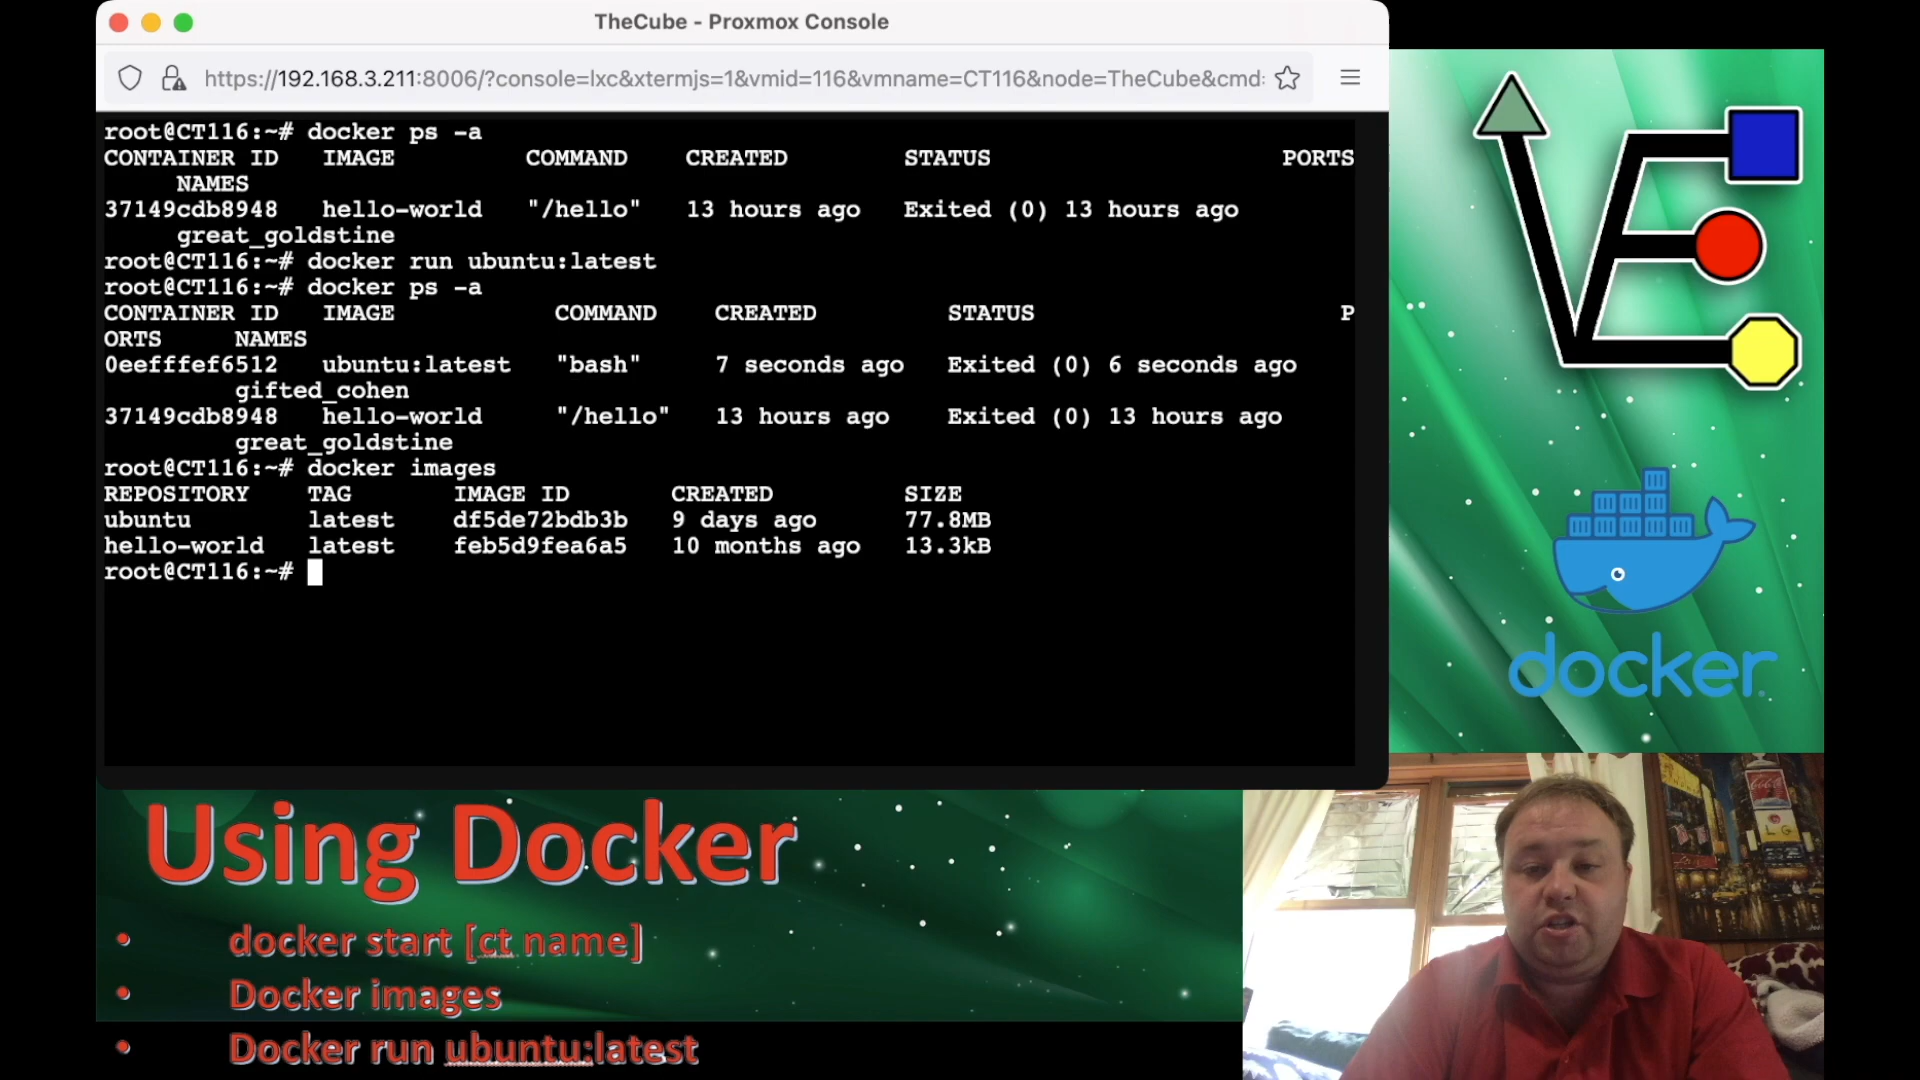 TheCube - Proxmox Console
https://192.168.3.211:8006/?console=lxc&xtermjs=1&vmid=116&vmname=CT116&node=TheCube&cmd:
root@CT116:~# docker ps -a
CONTAINER ID IMAGE COMMAND CREATED STATUS PORTS
NAMES
37149cdb8948 hello-world "/hello" 13 hours ago Exited (0) 13 hours ago
great_goldstine
root@CT116:~# docker run ubuntu:latest
root@CT116:~# docker ps -a
CONTAINER ID IMAGE COMMAND CREATED STATUS P
ORTS NAMES
0eefffef6512 ubuntu:latest "bash" 7 seconds ago Exited (0) 6 seconds ago
gifted_cohen
37149cdb8948 hello-world "/hello" 13 hours ago Exited (0) 13 hours ago
great_goldstine
root@CT116:~# docker images
REPOSITORY TAG IMAGE ID CREATED SIZE
ubuntu latest df5de72bdb3b 9 days ago 77.8MB
hello-world latest feb5d9fea6a5 10 months ago 13.3kB
root@CT116:~#
docker
Using Docker
• docker start [ct name]
• Docker images
• Docker run ubuntu:latest